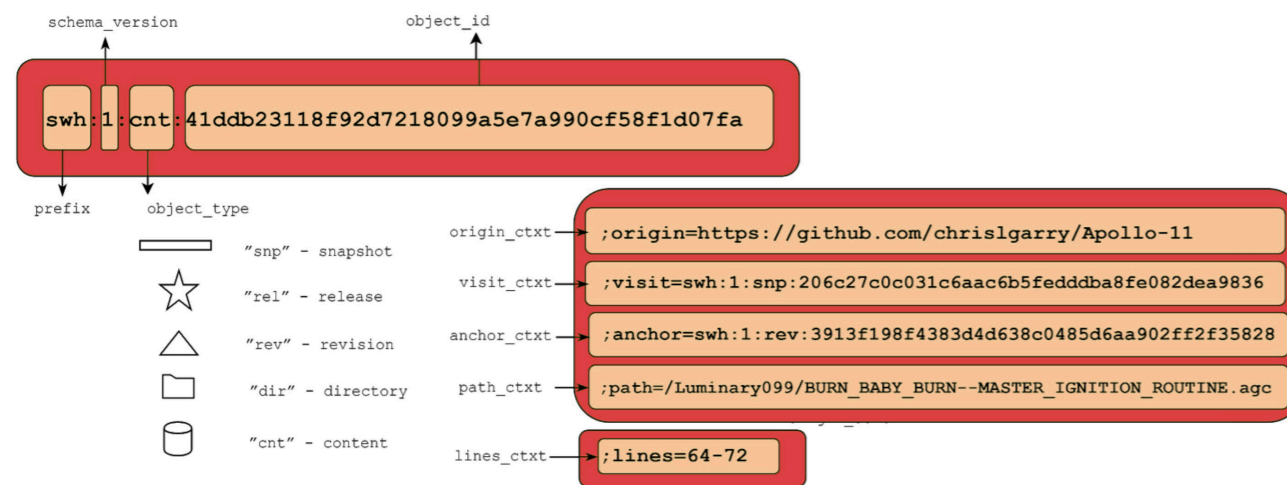 schema_version object_id
swh:1:cnt:41ddb23118f92d7218099a5e7a990cf58f1d07fa
prefix object_type
"snp" - snapshot
"rel" - release
"rev" - revision
"dir" - directory
"cnt" - content
origin_ctxt ;origin=https://github.com/chrislgarry/Apollo-11
visit_ctxt ;visit=swh:1:snp:206c27c0c031c6aac6b5fedddba8fe082dea9836
anchor_ctxt ;anchor=swh:1:rev:3913f198f4383d4d638c0485d6aa902ff2f35828
path_ctxt ;path=/Luminary099/BURN_BABY_BURN--MASTER_IGNITION_ROUTINE.agc
lines_ctxt ;lines=64-72